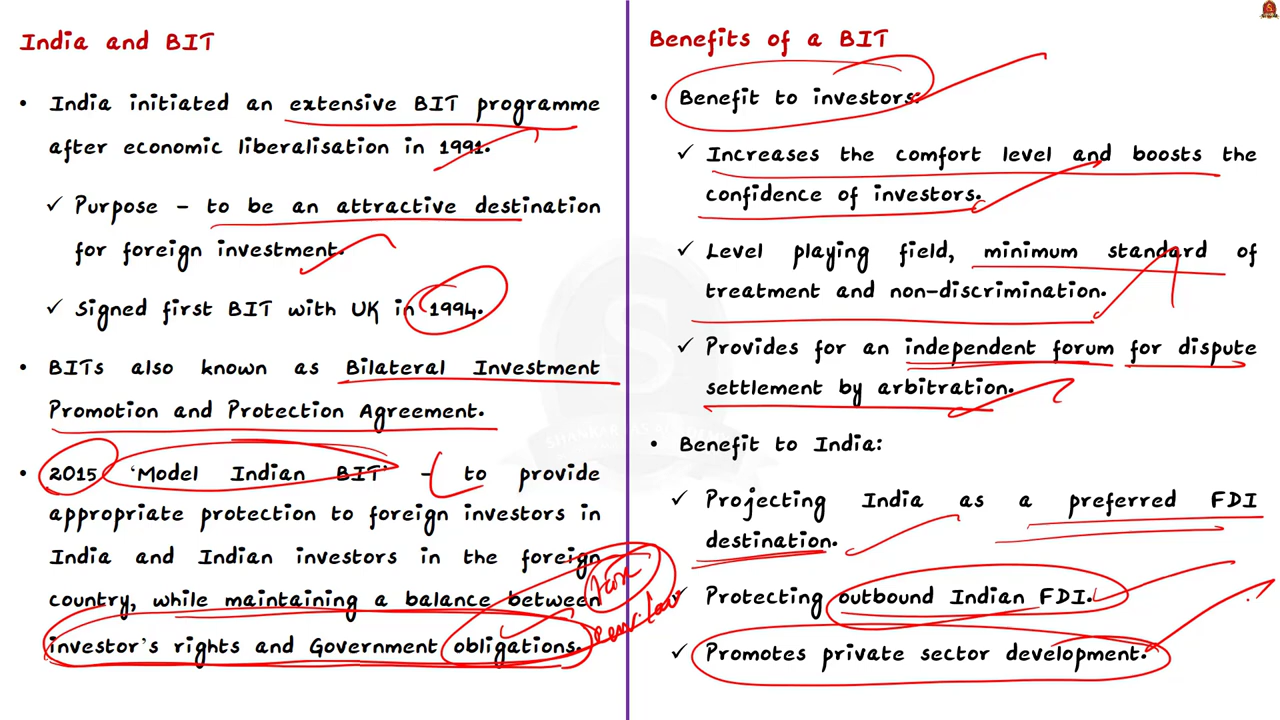 India and BIT
• India initiated an extensive BIT programme
after economic liberalisation in 1991.
✓ Purpose – to be an attractive destination
for foreign investment.
✓ Signed first BIT with UK in 1994.
• BITs also known as Bilateral Investment
Promotion and Protection Agreement.
• 2015 'Model Indian BIT' – to provide
appropriate protection to foreign investors in
India and Indian investors in the foreign
country, while maintaining a balance between
investor's rights and Government obligations.
Benefits of a BIT
• Benefit to investors:
✓ Increases the comfort level and boosts the
confidence of investors.
✓ Level playing field, minimum standard of
treatment and non-discrimination.
✓ Provides for an independent forum for dispute
settlement by arbitration.
• Benefit to India:
✓ Projecting India as a preferred FDI
destination.
✓ Protecting outbound Indian FDI.
✓ Promotes private sector development.